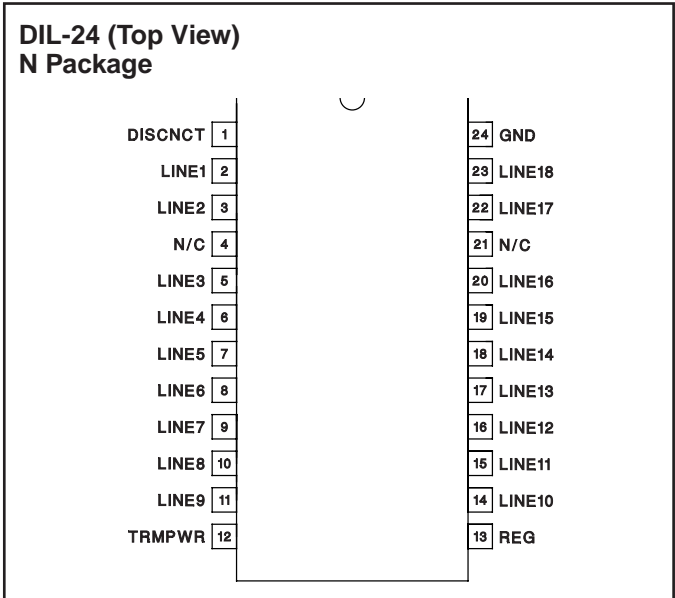 DIL-24 (Top View)
N Package
DISCNCT 1 24 GND
LINE1 2 23 LINE18
LINE2 3 22 LINE17
N/C 4 21 N/C
LINE3 5 20 LINE16
LINE4 6 19 LINE15
LINE5 7 18 LINE14
LINE6 8 17 LINE13
LINE7 9 16 LINE12
LINE8 10 15 LINE11
LINE9 11 14 LINE10
TRMPWR 12 13 REG